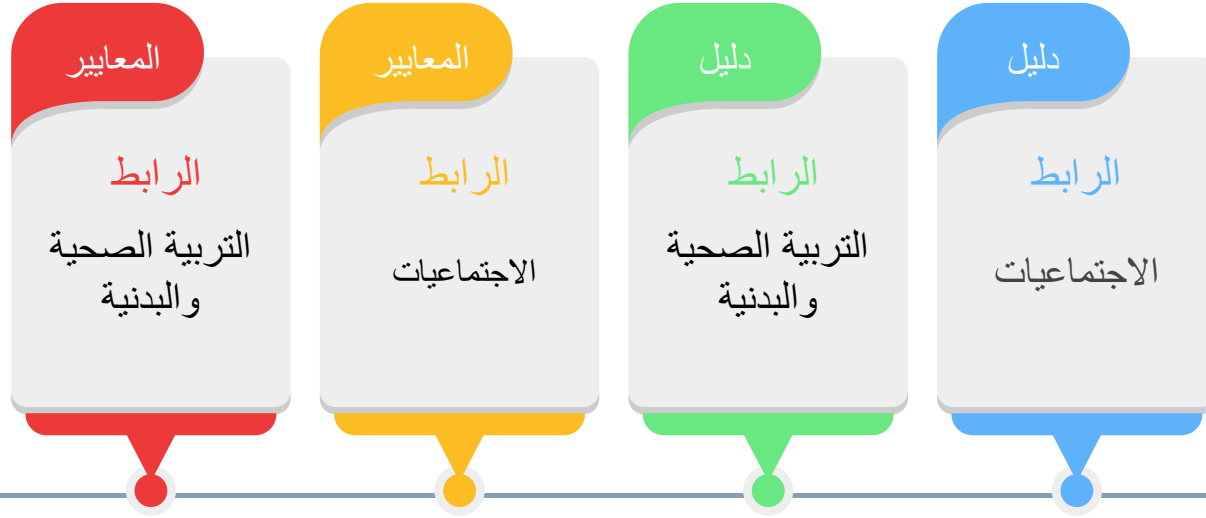 دليل
الرابط
الاجتماعيات
دليل
الرابط
التربية الصحية
والبدنية
المعايير
الرابط
الاجتماعيات
المعايير
الرابط
التربية الصحية
والبدنية